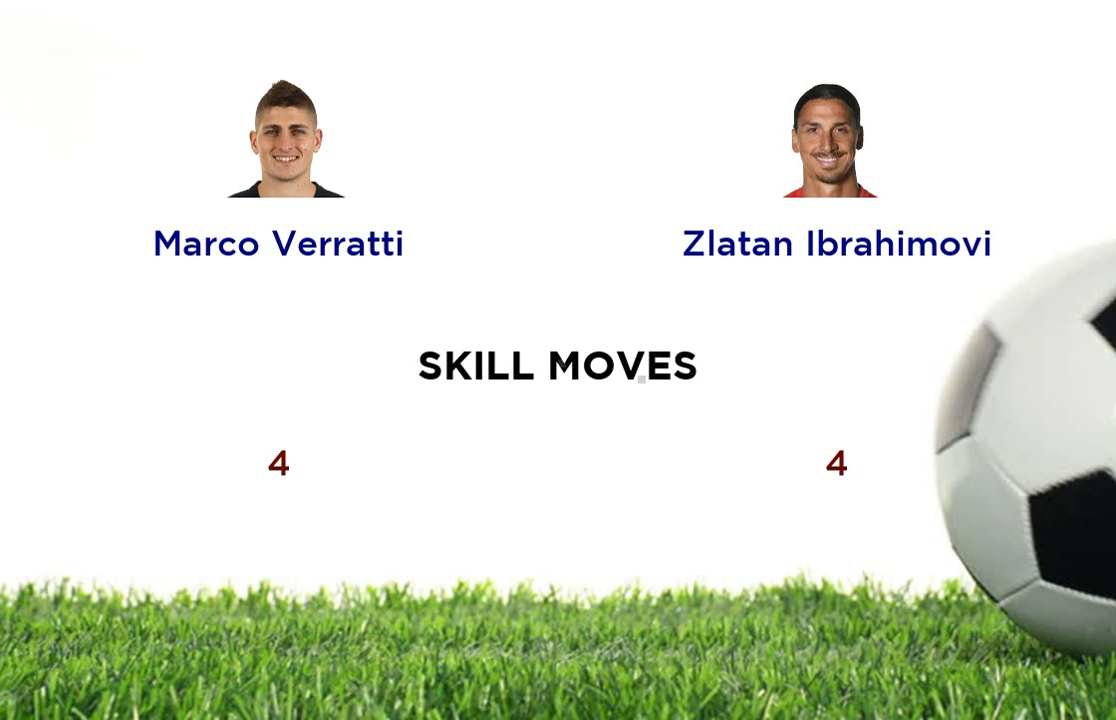 Marco Verratti
Zlatan Ibrahimovi
SKILL MOVES
4
4